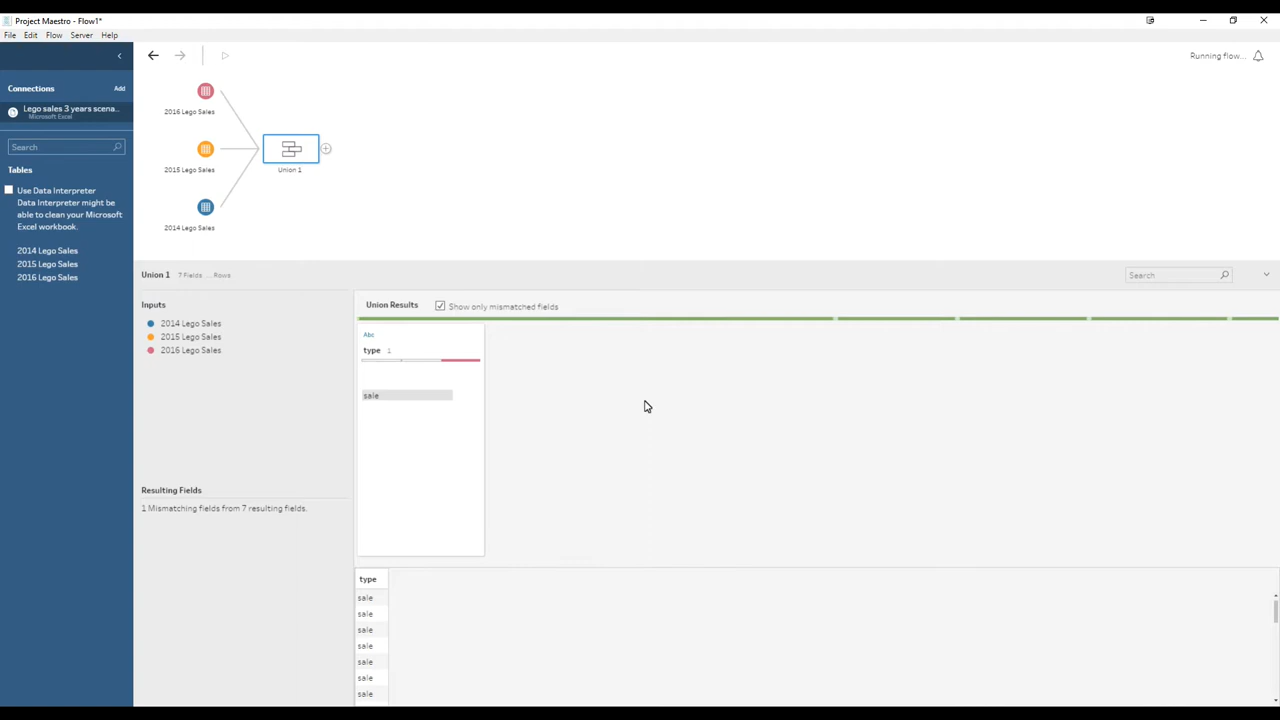 Project Maestro - Flow1*
File Edit Flow Server Help
Running flow...
Connections
Add
Lego sales 3 years scena...
Microsoft Excel
Search
Tables
Use Data Interpreter
Data Interpreter might be
able to clean your Microsoft
Excel workbook.
2014 Lego Sales
2015 Lego Sales
2016 Lego Sales
2016 Lego Sales
2015 Lego Sales
2014 Lego Sales
Union 1
Union 1 7 Fields ... Rows
Search
Inputs
2014 Lego Sales
2015 Lego Sales
2016 Lego Sales
Resulting Fields
1 Mismatching fields from 7 resulting fields.
Union Results
Show only mismatched fields
Abc
type 1
sale
type
sale
sale
sale
sale
sale
sale
sale